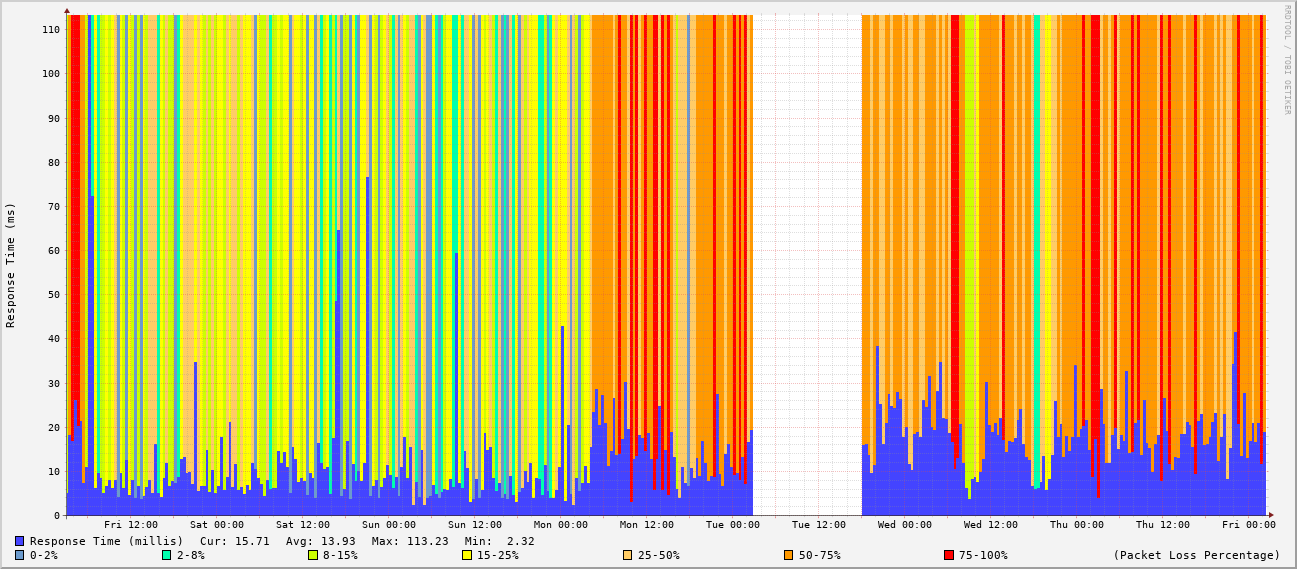 RRDTOOL / TOBI OETIKER
Response Time (ms)
110
100
90
80
70
60
50
40
30
20
10
0
Fri 12:00 Sat 00:00 Sat 12:00 Sun 00:00 Sun 12:00 Mon 00:00 Mon 12:00 Tue 00:00 Tue 12:00 Wed 00:00 Wed 12:00 Thu 00:00 Thu 12:00 Fri 00:00
Response Time (millis) Cur: 15.71 Avg: 13.93 Max: 113.23 Min: 2.32
0-2% 2-8% 8-15% 15-25% 25-50% 50-75% 75-100% (Packet Loss Percentage)